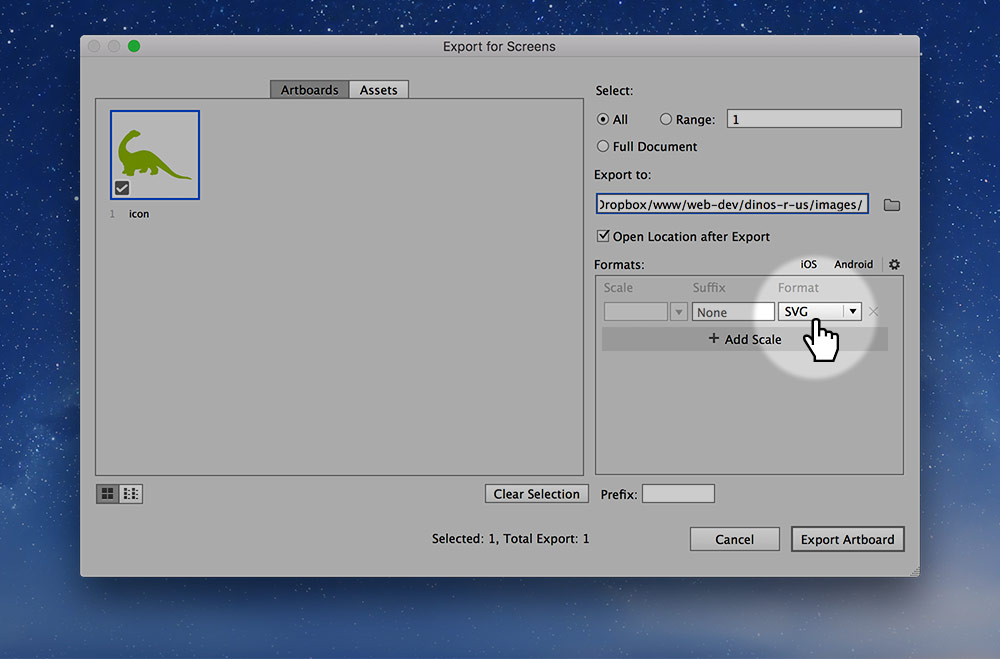 Export for Screens
Artboards Assets
1 icon
Clear Selection
Selected: 1, Total Export: 1
Select:
All Range: 1
Full Document
Export to:
Dropbox/www/web-dev/dinos-r-us/images/
Open Location after Export
Formats: iOS Android
Scale Suffix Format
None SVG
+ Add Scale
Prefix:
Cancel Export Artboard